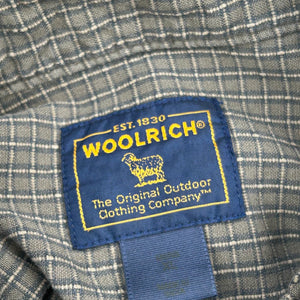 EST. 1830
WOOLRICH®
The Original Outdoor
Clothing Company™